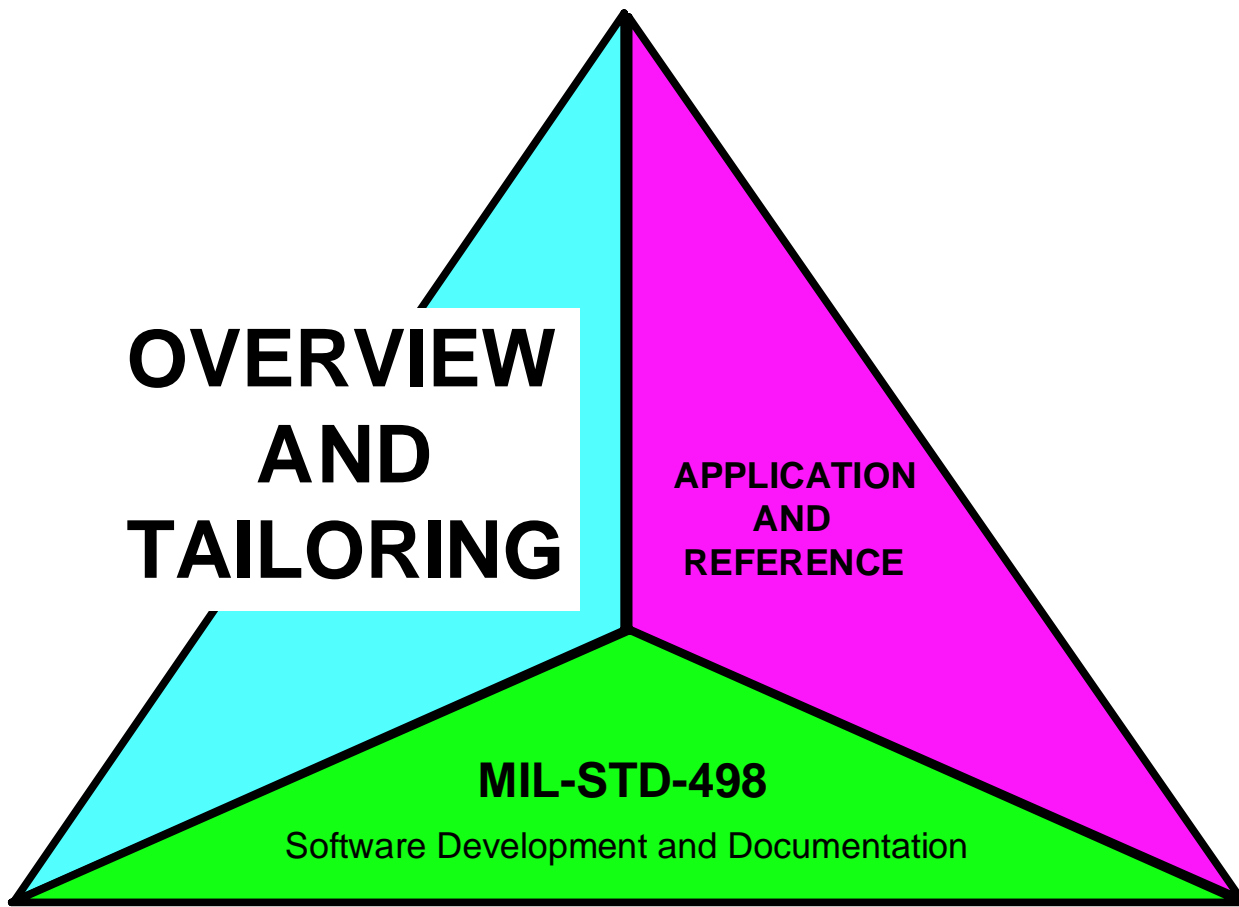 OVERVIEW
AND
TAILORING
APPLICATION
AND
REFERENCE
MIL-STD-498
Software Development and Documentation